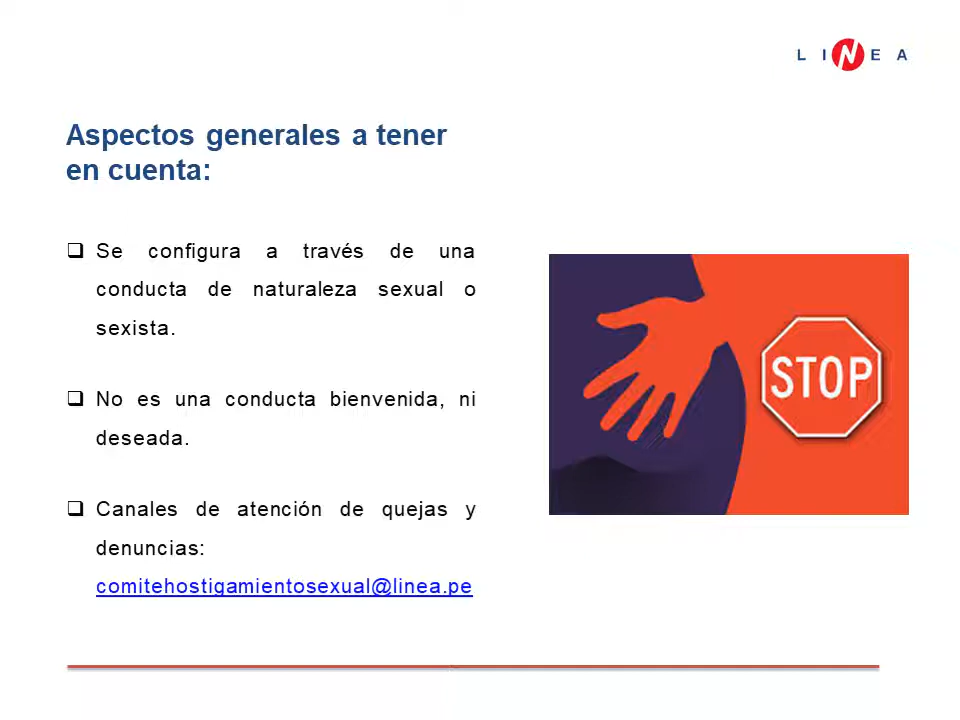 LINEA
Aspectos generales a tener
en cuenta:
❑ Se configura a través de una
conducta de naturaleza sexual o
sexista.
❑ No es una conducta bienvenida, ni
deseada.
STOP
❑ Canales de atención de quejas y
denuncias:
comitehostigamientosexual@linea.pe